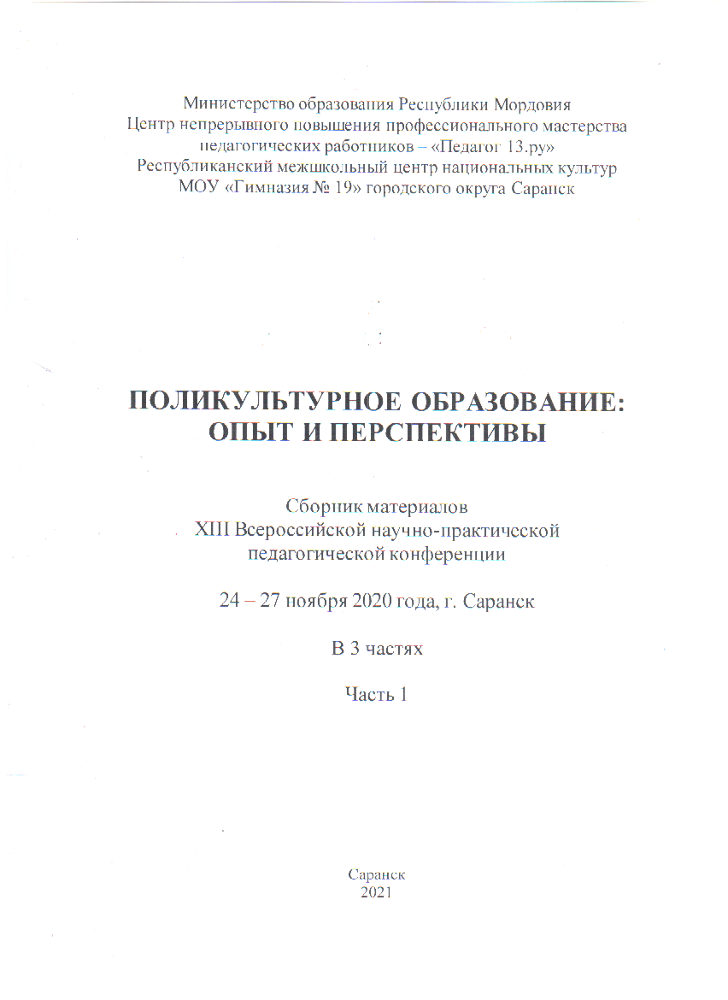 Министерство образования Республики Мордовия
Центр непрерывного повышения профессионального мастерства
педагогических работников – «Педагог 13.ру»
Республиканский межшкольный центр национальных культур
МОУ «Гимназия № 19» городского округа Саранск
ПОЛИКУЛЬТУРНОЕ ОБРАЗОВАНИЕ:
ОПЫТ И ПЕРСПЕКТИВЫ
Сборник материалов
XIII Всероссийской научно-практической
педагогической конференции
24 – 27 ноября 2020 года, г. Саранск
В 3 частях
Часть 1
Саранск
2021